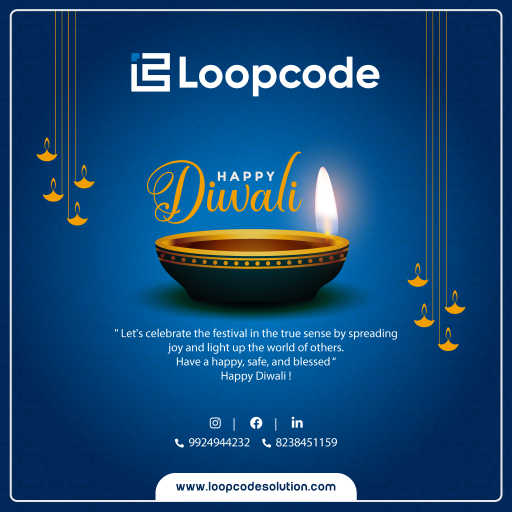 Loopcode
HAPPY
Diwali
" Let's celebrate the festival in the true sense by spreading
joy and light up the world of others.
Have a happy, safe, and blessed "
Happy Diwali !
| |
9924944232 8238451159
www.loopcodesolution.com